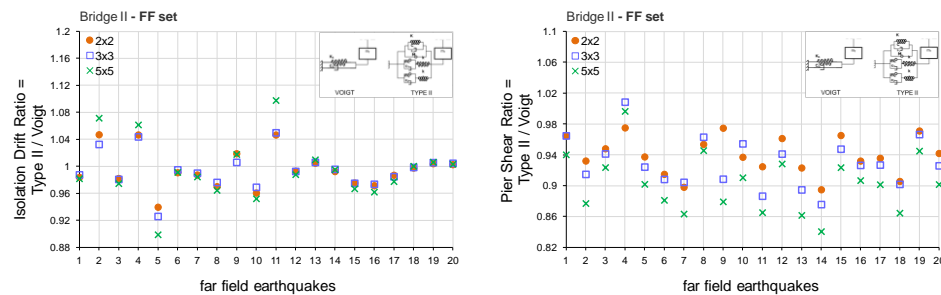 Bridge II - FF set
Isolation Drift Ratio =
Type II / Voigt
1.2
1.16
1.12
1.08
1.04
1
0.96
0.92
0.88
2x2
3x3
5x5
VOIGT
TYPE II
1 2 3 4 5 6 7 8 9 10 11 12 13 14 15 16 17 18 19 20
far field earthquakes
Bridge II - FF set
Pier Shear Ratio =
Type II / Voigt
1.06
1.02
0.98
0.94
0.9
0.86
0.82
2x2
3x3
5x5
VOIGT
TYPE II
1 2 3 4 5 6 7 8 9 10 11 12 13 14 15 16 17 18 19 20
far field earthquakes